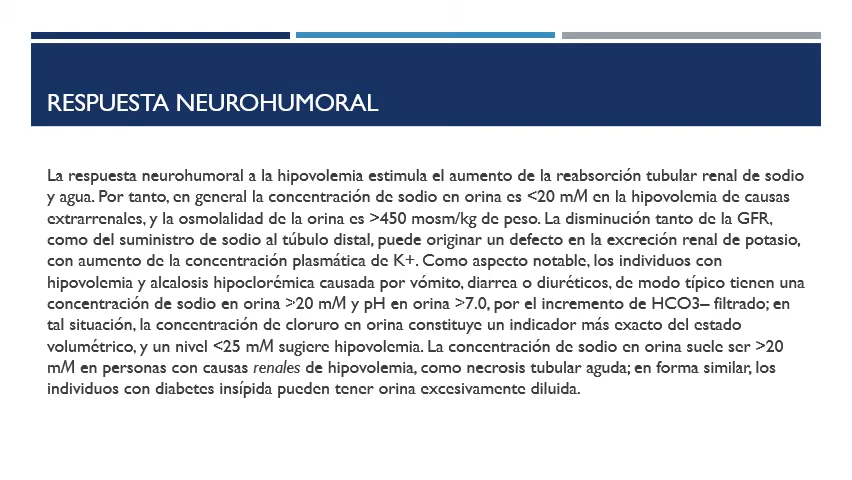 RESPUESTA NEUROHUMORAL
La respuesta neurohumoral a la hipovolemia estimula el aumento de la reabsorción tubular renal de sodio
y agua. Por tanto, en general la concentración de sodio en orina es <20 mM en la hipovolemia de causas
extrarrenales, y la osmolalidad de la orina es >450 mosm/kg de peso. La disminución tanto de la GFR,
como del suministro de sodio al túbulo distal, puede originar un defecto en la excreción renal de potasio,
con aumento de la concentración plasmática de K+. Como aspecto notable, los individuos con
hipovolemia y alcalosis hipoclorémica causada por vómito, diarrea o diuréticos, de modo típico tienen una
concentración de sodio en orina >20 mM y pH en orina >7.0, por el incremento de HCO3– filtrado; en
tal situación, la concentración de cloruro en orina constituye un indicador más exacto del estado
volumétrico, y un nivel <25 mM sugiere hipovolemia. La concentración de sodio en orina suele ser >20
mM en personas con causas renales de hipovolemia, como necrosis tubular aguda; en forma similar, los
individuos con diabetes insípida pueden tener orina excesivamente diluida.